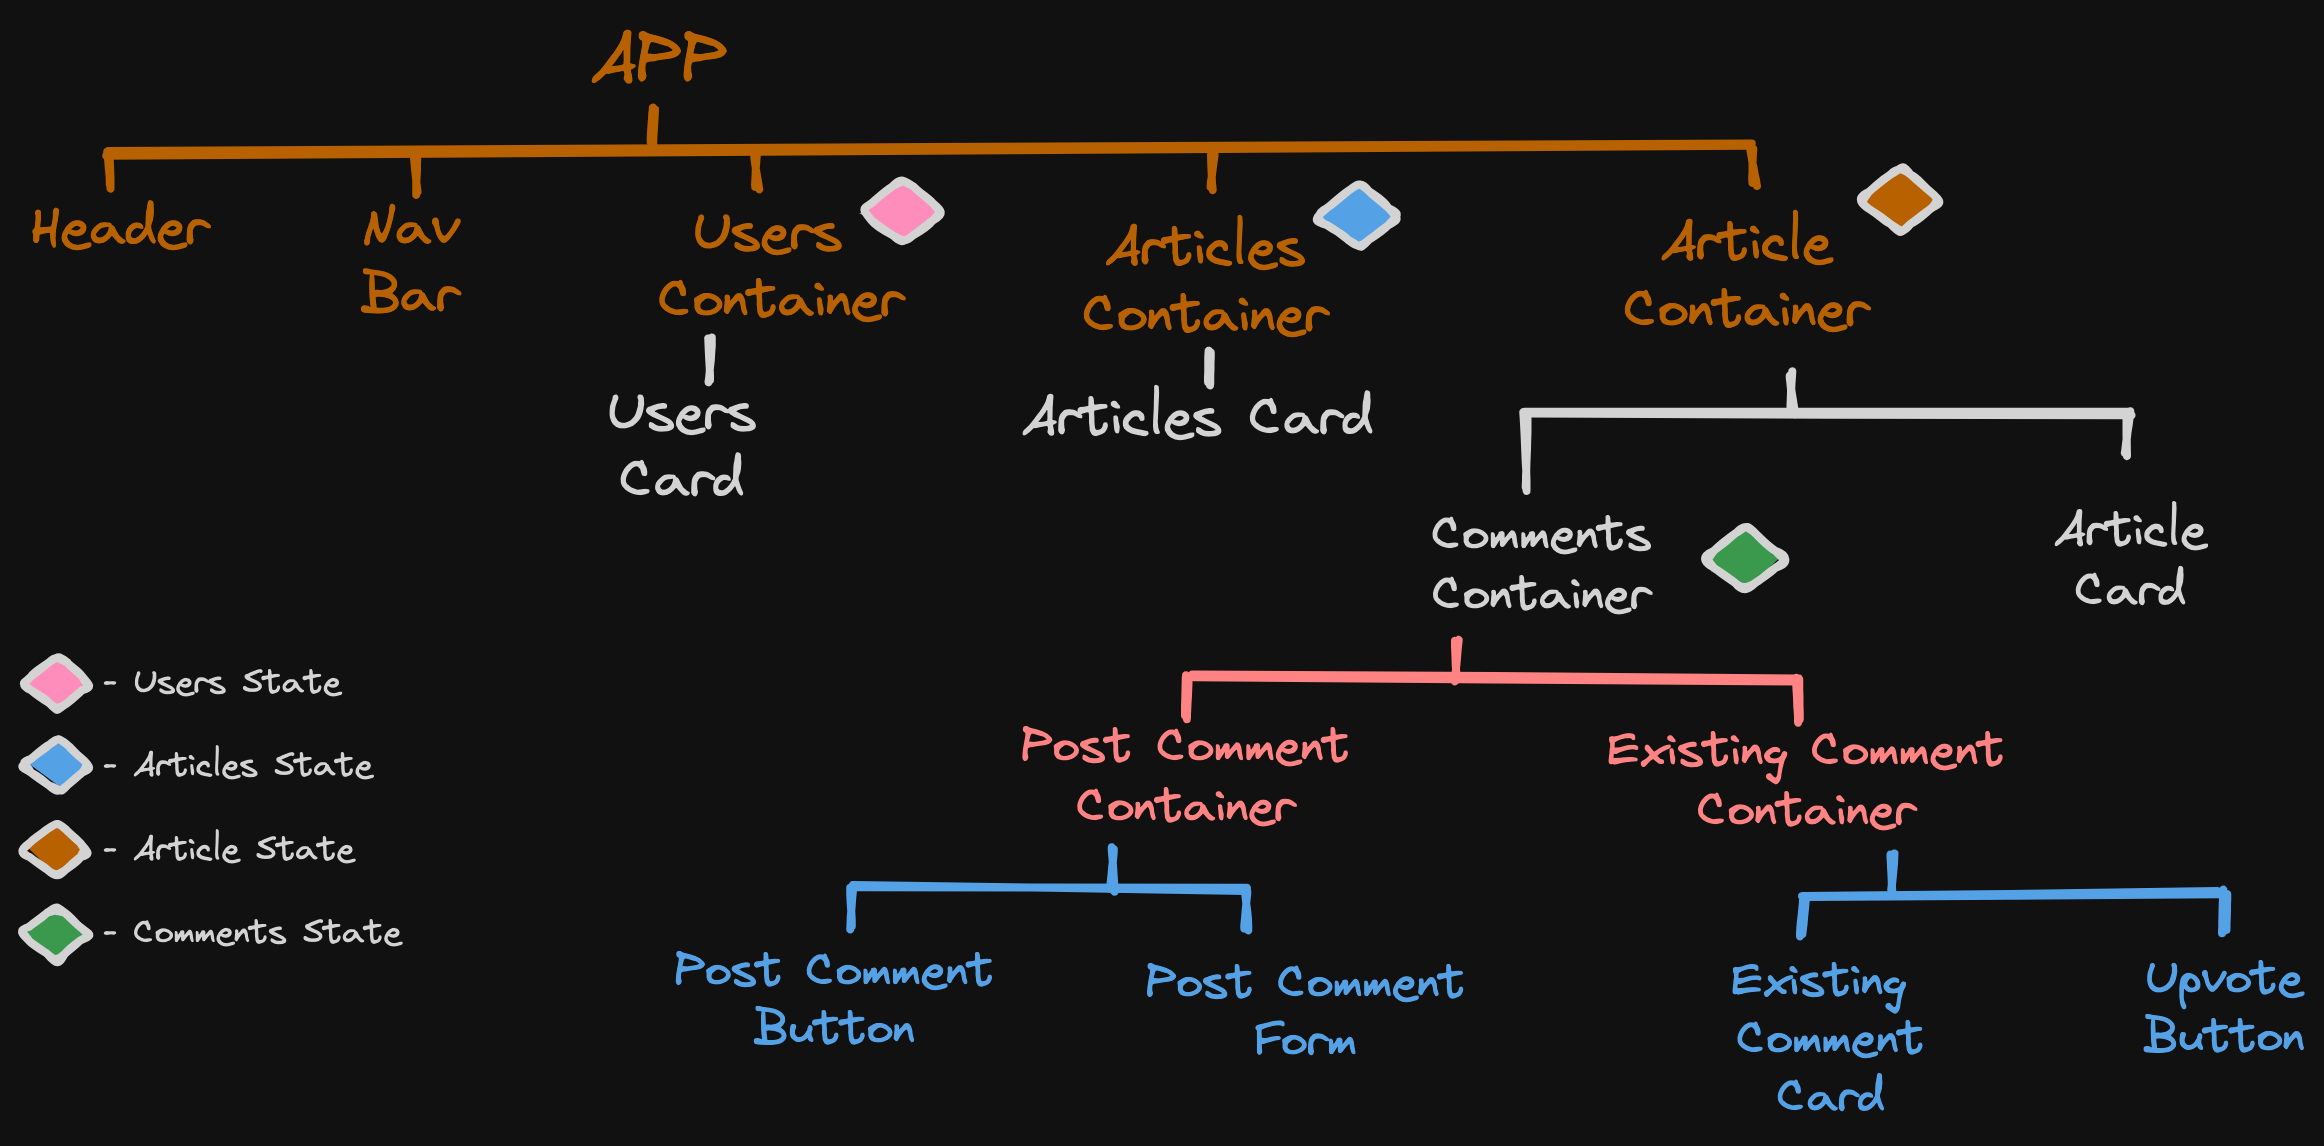 APP
Header
Nav
Bar
Users
Container
Articles
Container
Article
Container
Users
Card
Articles Card
Comments
Container
Article
Card
- Users State
- Articles State
- Article State
- Comments State
Post Comment
Container
Existing Comment
Container
Post Comment
Button
Post Comment
Form
Existing
Comment
Card
Upvote
Button